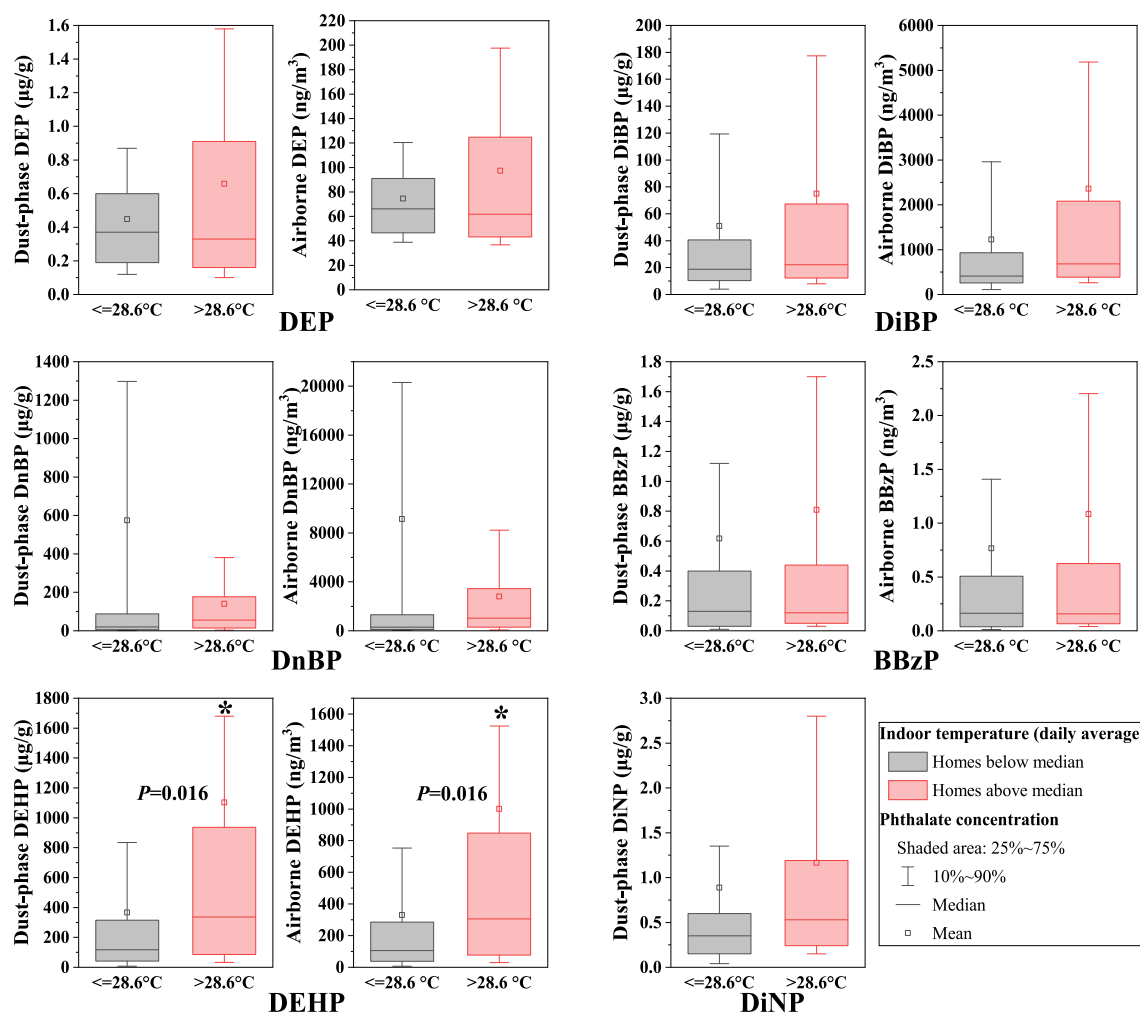 Dust-phase DEP (μg/g)
1.6
1.4
1.2
1.0
0.8
0.6
0.4
0.2
0.0
<=28.6°C
>28.6°C
Airborne DEP (ng/m³)
220
200
180
160
140
120
100
80
60
40
20
0
<=28.6°C
>28.6°C
DEP
Dust-phase DiBP (μg/g)
200
180
160
140
120
100
80
60
40
20
0
<=28.6°C
>28.6°C
Airborne DiBP (ng/m³)
6000
5000
4000
3000
2000
1000
0
<=28.6°C
>28.6°C
DiBP
Dust-phase DnBP (μg/g)
1400
1200
1000
800
600
400
200
0
<=28.6°C
>28.6°C
Airborne DnBP (ng/m³)
20000
16000
12000
8000
4000
0
<=28.6°C
>28.6°C
DnBP
Dust-phase BBzP (μg/g)
1.8
1.6
1.4
1.2
1.0
0.8
0.6
0.4
0.2
0.0
<=28.6°C
>28.6°C
Airborne BBzP (ng/m³)
2.5
2.0
1.5
1.0
0.5
0.0
<=28.6°C
>28.6°C
BBzP
Dust-phase DEHP (μg/g)
1800
1600
1400
1200
1000
800
600
400
200
0
*
P=0.016
<=28.6°C
>28.6°C
Airborne DEHP (ng/m³)
1600
1400
1200
1000
800
600
400
200
0
*
P=0.016
<=28.6°C
>28.6°C
DEHP
Dust-phase DiNP (μg/g)
3.0
2.5
2.0
1.5
1.0
0.5
0.0
<=28.6°C
>28.6°C
DiNP
Indoor temperature (daily average)
Homes below median
Homes above median
Phthalate concentration
Shaded area: 25%~75%
10%~90%
Median
Mean